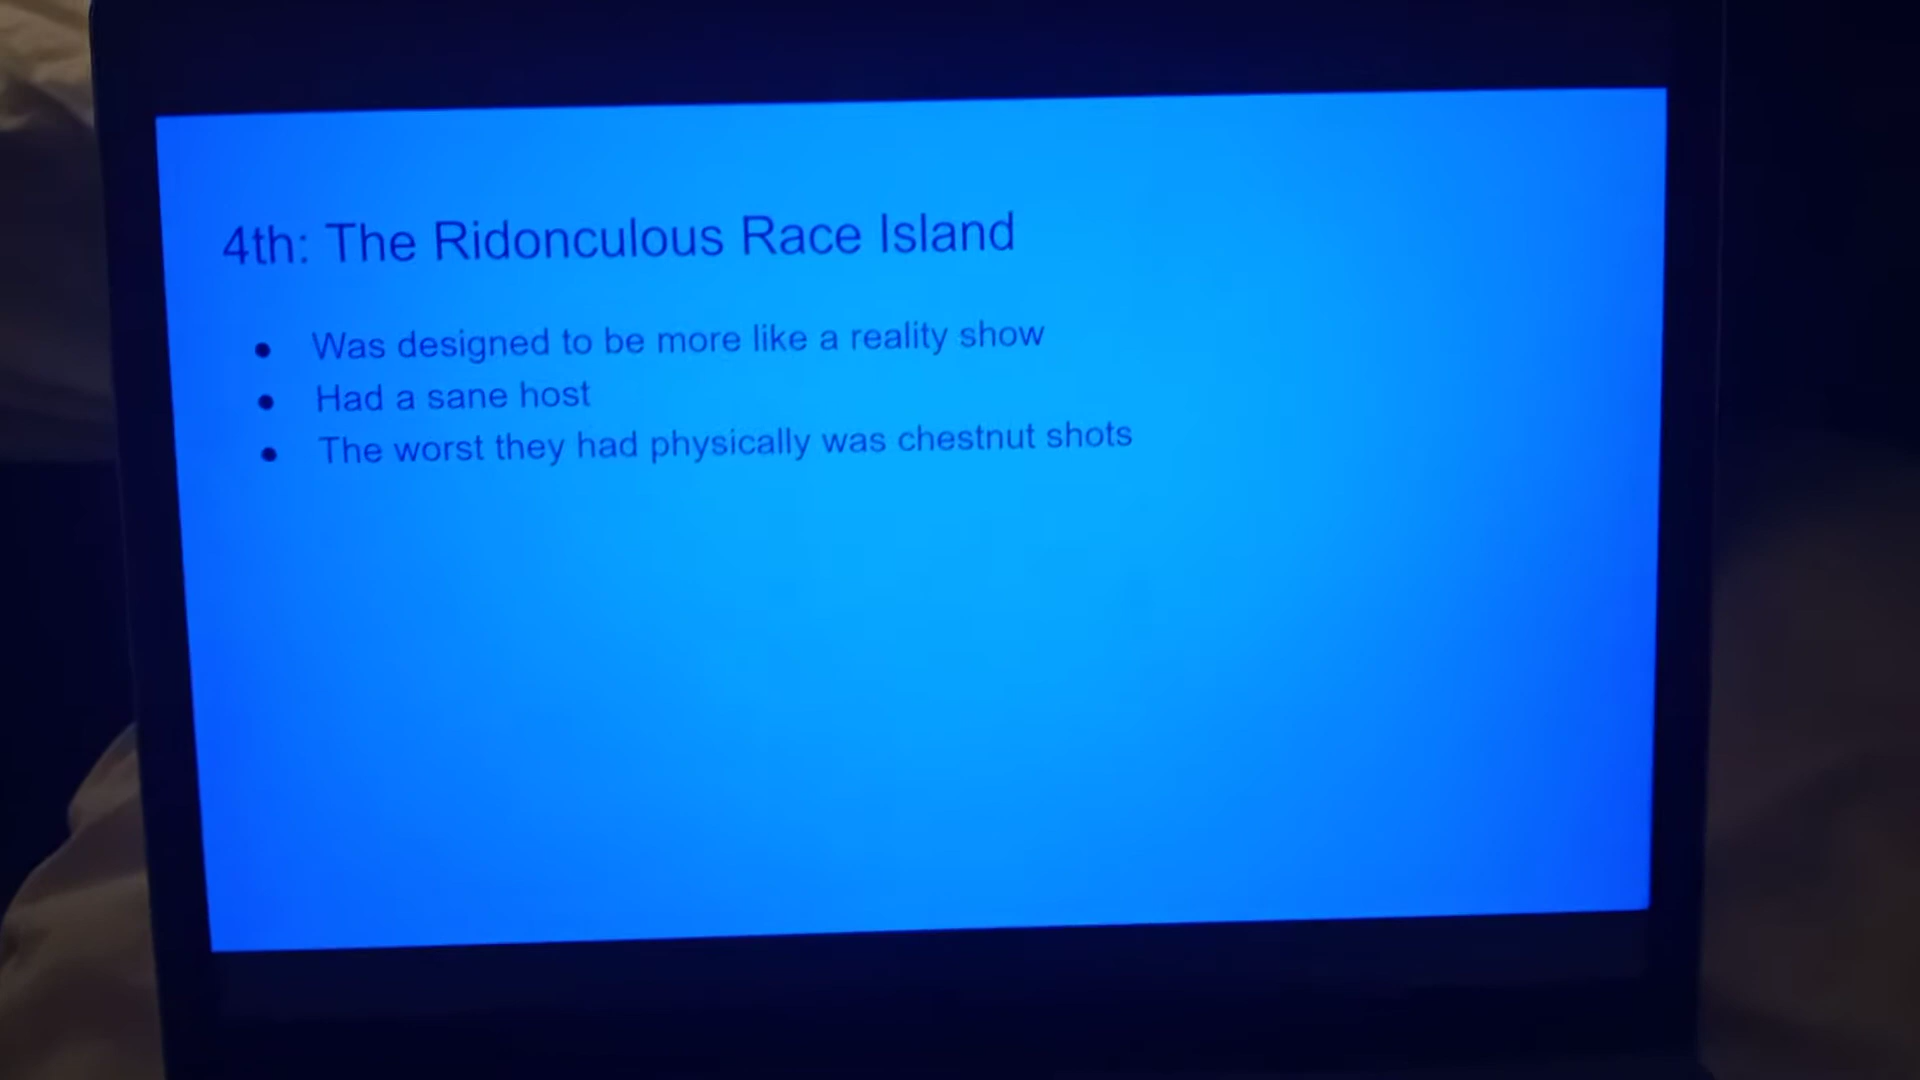 4th: The Ridonculous Race Island
• Was designed to be more like a reality show
• Had a sane host
• The worst they had physically was chestnut shots